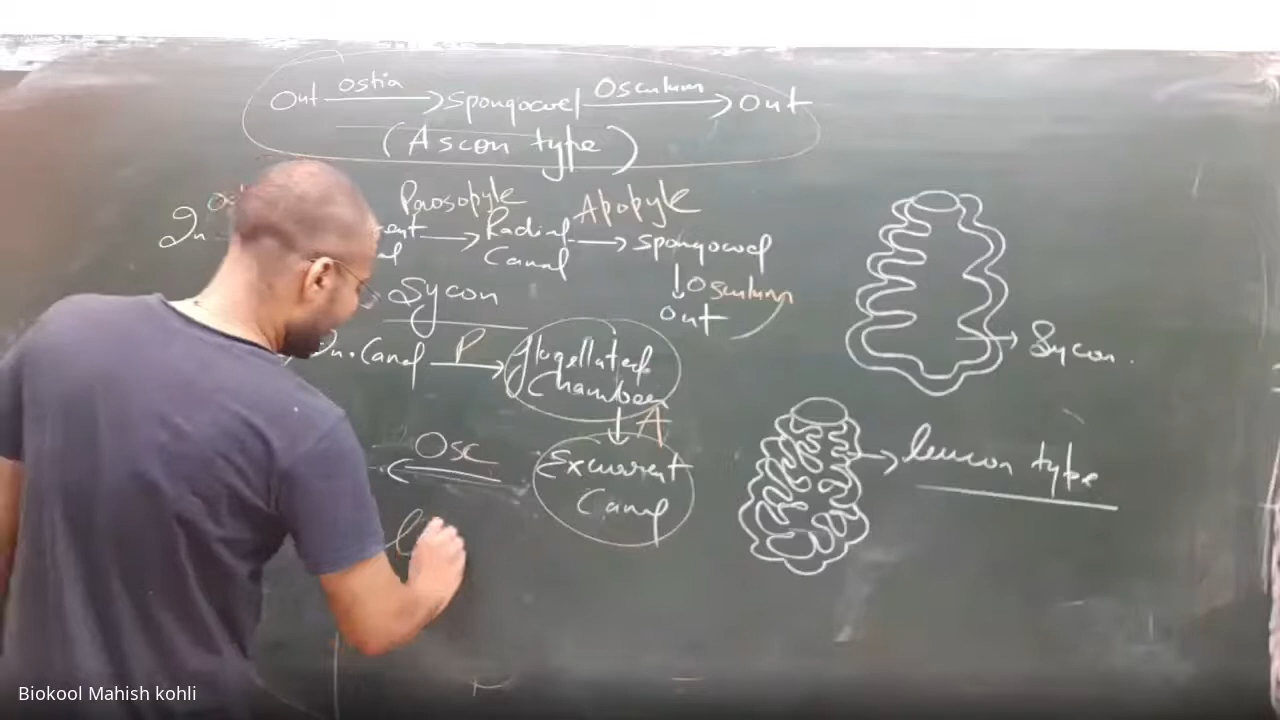 Out ostia → spongocoel Osculum → Out
(Ascon type)
Prosopyle Apopyle
In → Radial Canal → spongocoel
↓ Osculum
Out
Sycon
In. Canal P → flagellated Chamber
↓ A
Osc ← Excurrent Canal
l
→ Sycon.
→ leucon type
Biokool Mahish kohli